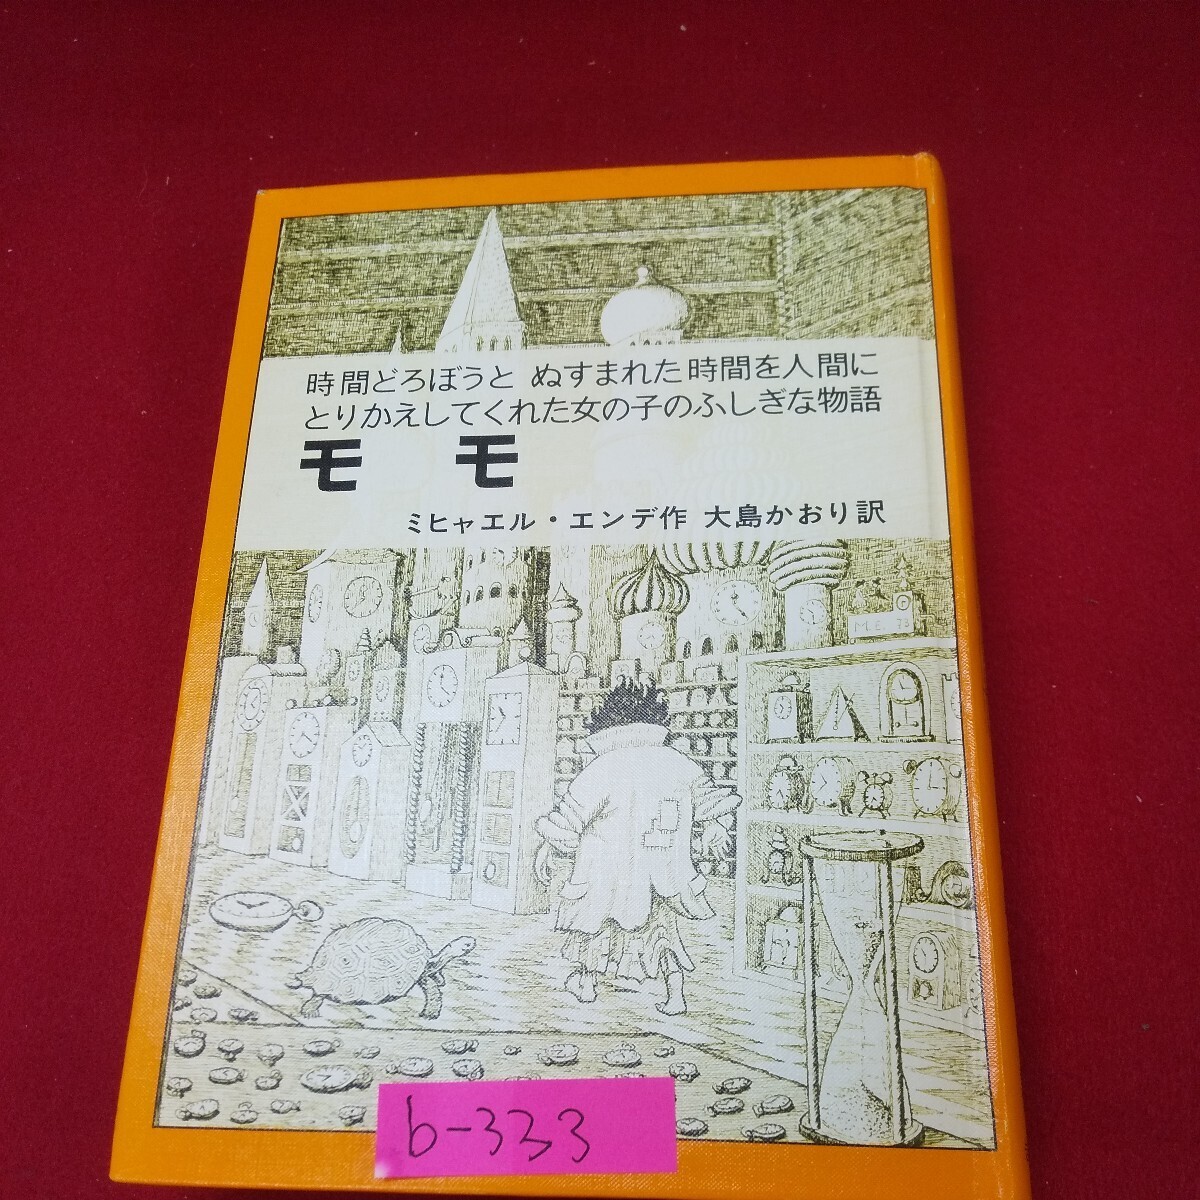 時間どろぼうと ぬすまれた時間を人間に
とりかえしてくれた女の子のふしぎな物語
モモ
ミヒャエル・エンデ作 大島かおり訳
M.E. 73
b-333